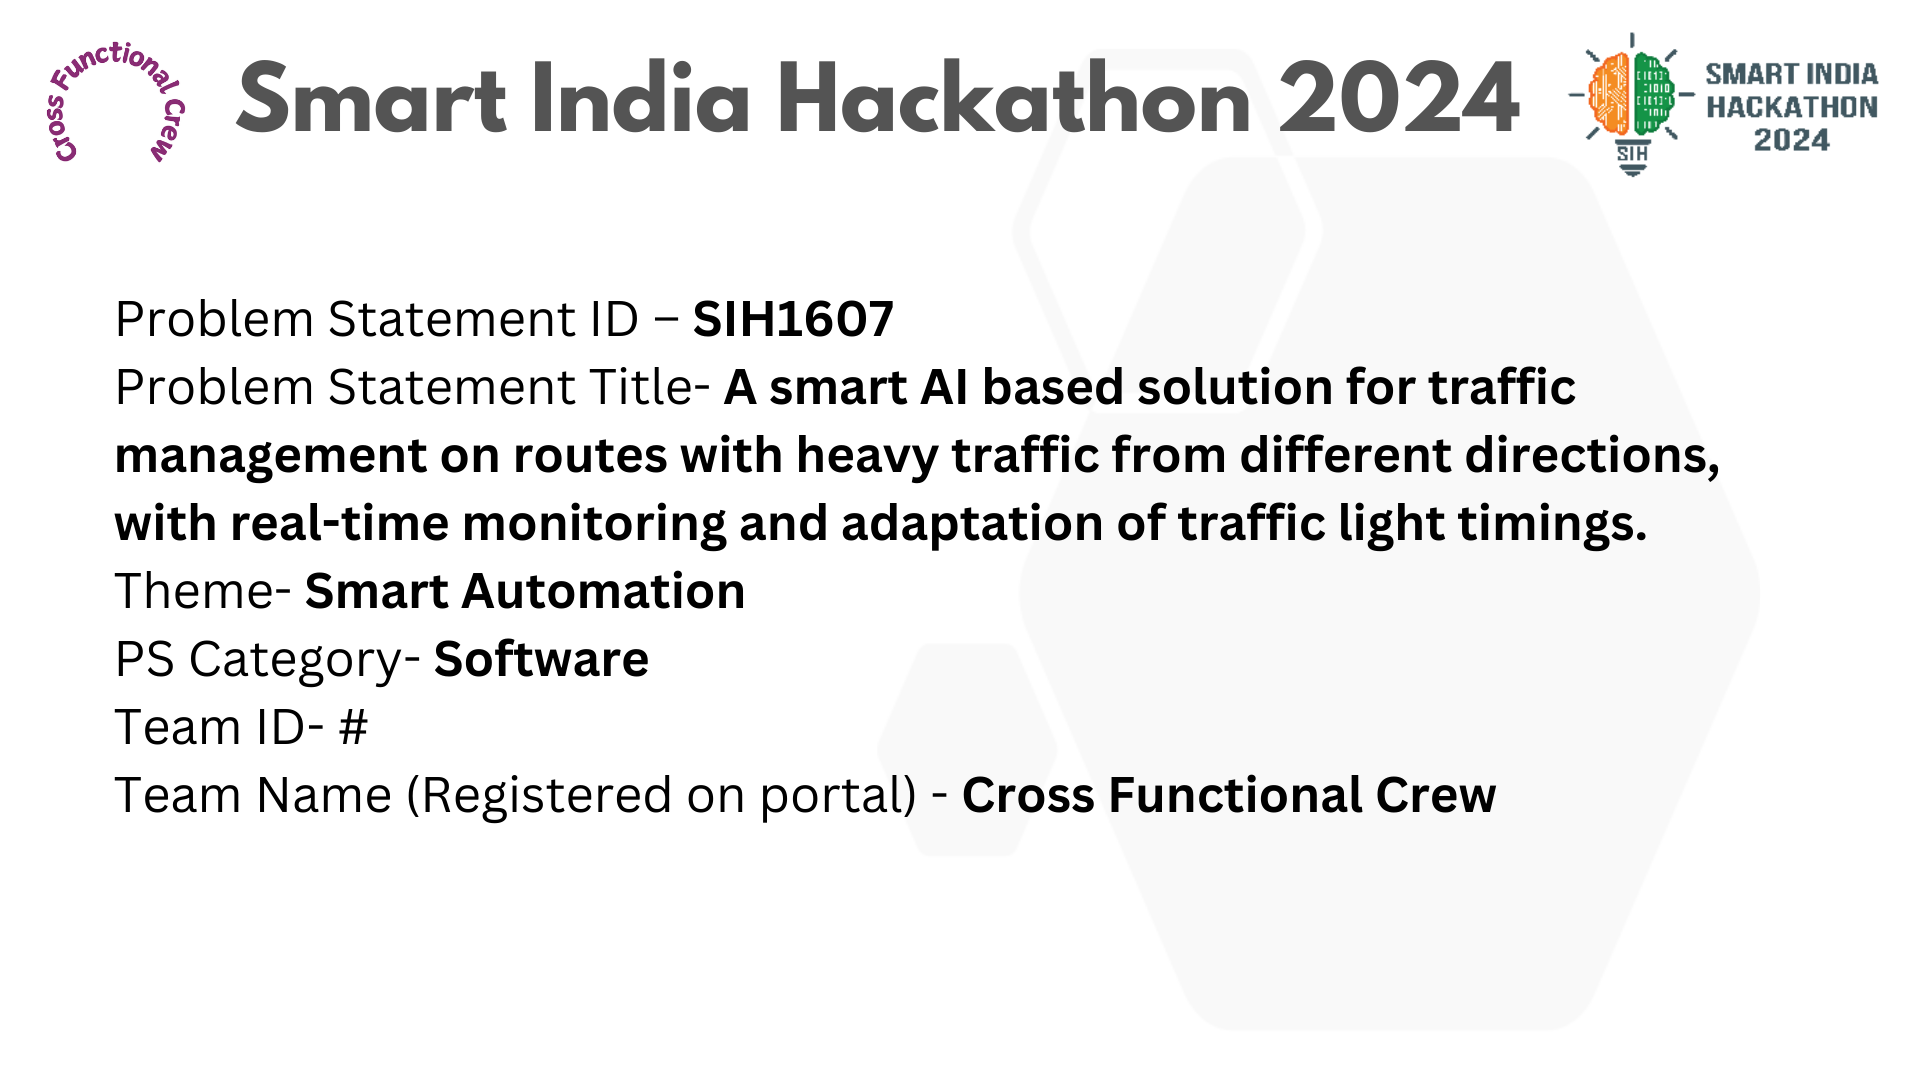 Cross Functional Crew
Smart India Hackathon 2024
SIH
SMART INDIA
HACKATHON
2024
Problem Statement ID – SIH1607
Problem Statement Title- A smart AI based solution for traffic
management on routes with heavy traffic from different directions,
with real-time monitoring and adaptation of traffic light timings.
Theme- Smart Automation
PS Category- Software
Team ID- #
Team Name (Registered on portal) - Cross Functional Crew